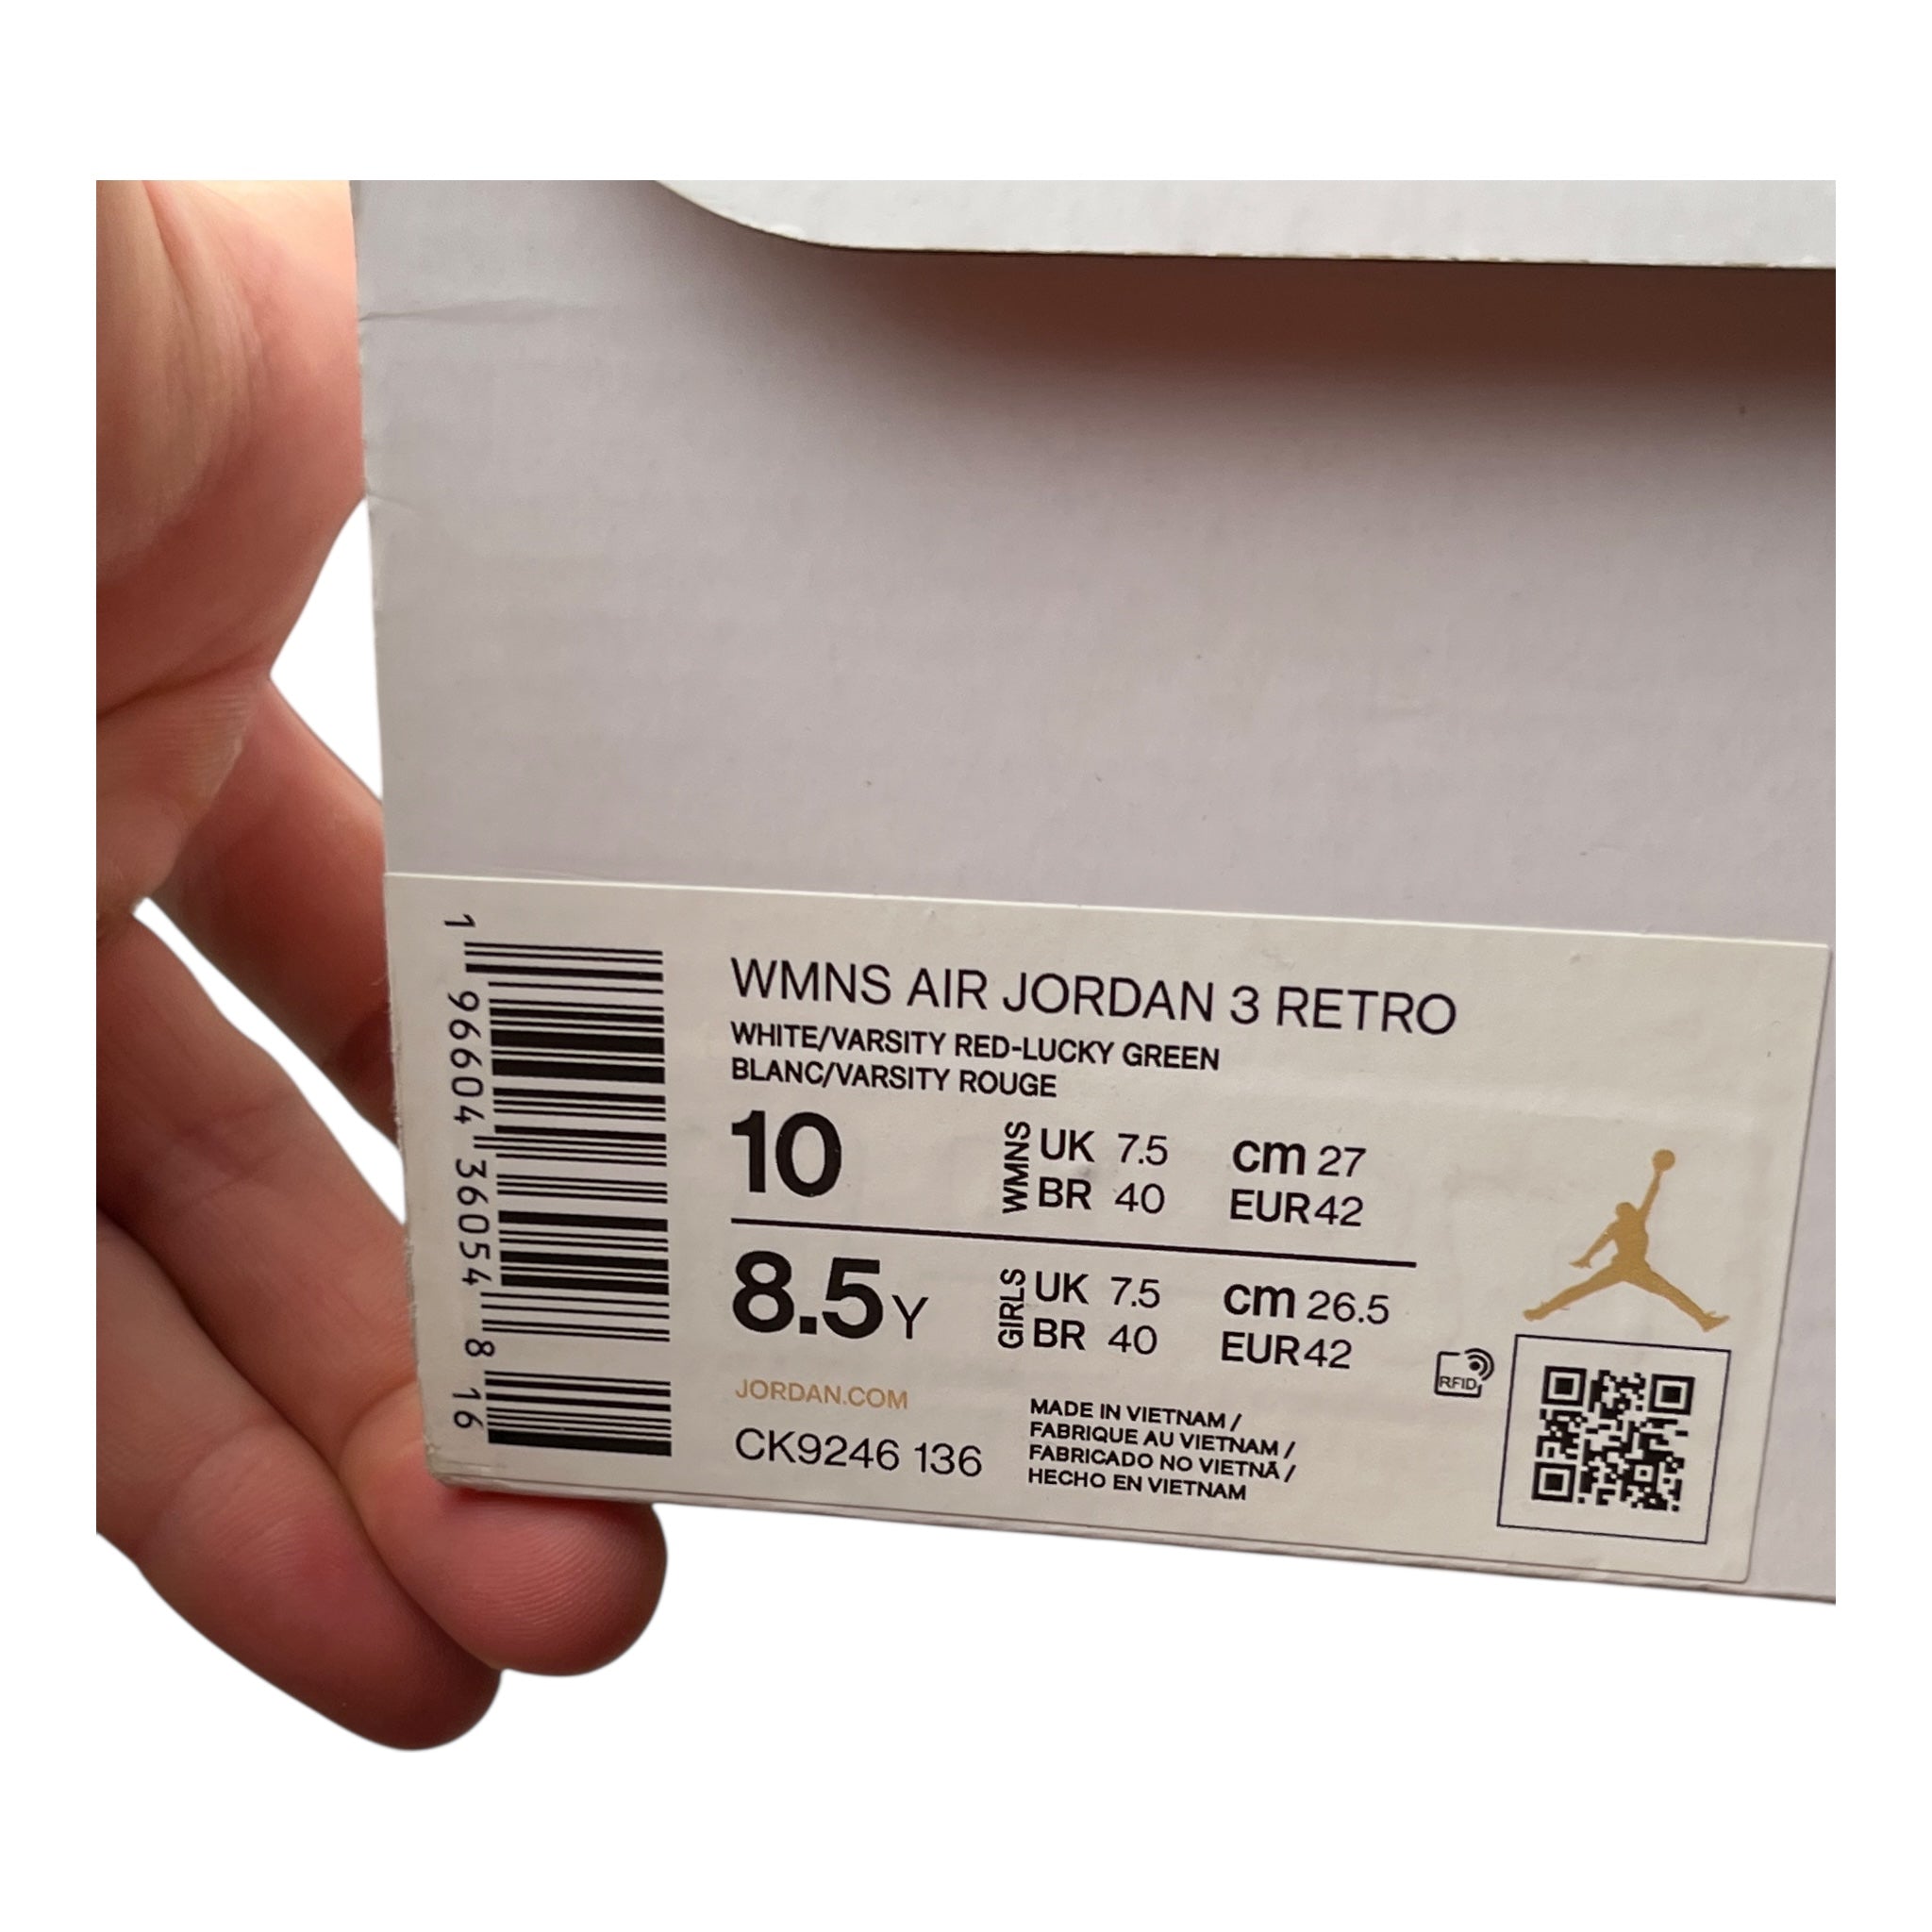 WMNS AIR JORDAN 3 RETRO
WHITE/VARSITY RED-LUCKY GREEN
BLANC/VARSITY ROUGE
10
WMNS
UK 7.5 cm 27
BR 40 EUR 42
8.5Y
GIRLS
UK 7.5 cm 26.5
BR 40 EUR 42
JORDAN.COM
CK9246 136
MADE IN VIETNAM /
FABRIQUE AU VIETNAM /
FABRICADO NO VIETNÃ /
HECHO EN VIETNAM
RFID
1 96604 36054 8 16